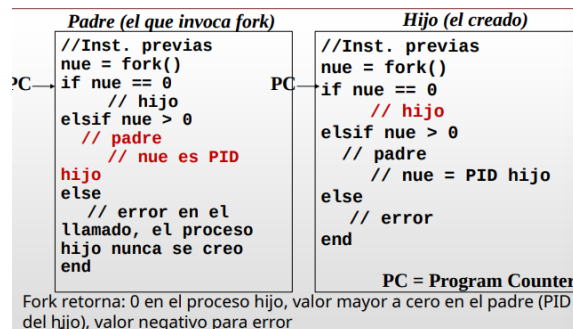 Padre (el que invoca fork)
//Inst. previas
nue = fork()
PC
if nue == 0
// hijo
elsif nue > 0
// padre
// nue es PID
hijo
else
// error en el
llamado, el proceso
hijo nunca se creo
end
Hijo (el creado)
//Inst. previas
nue = fork()
PC
if nue == 0
// hijo
elsif nue > 0
// padre
// nue = PID hijo
else
// error
end
PC = Program Counter
Fork retorna: 0 en el proceso hijo, valor mayor a cero en el padre (PID
del hijo), valor negativo para error